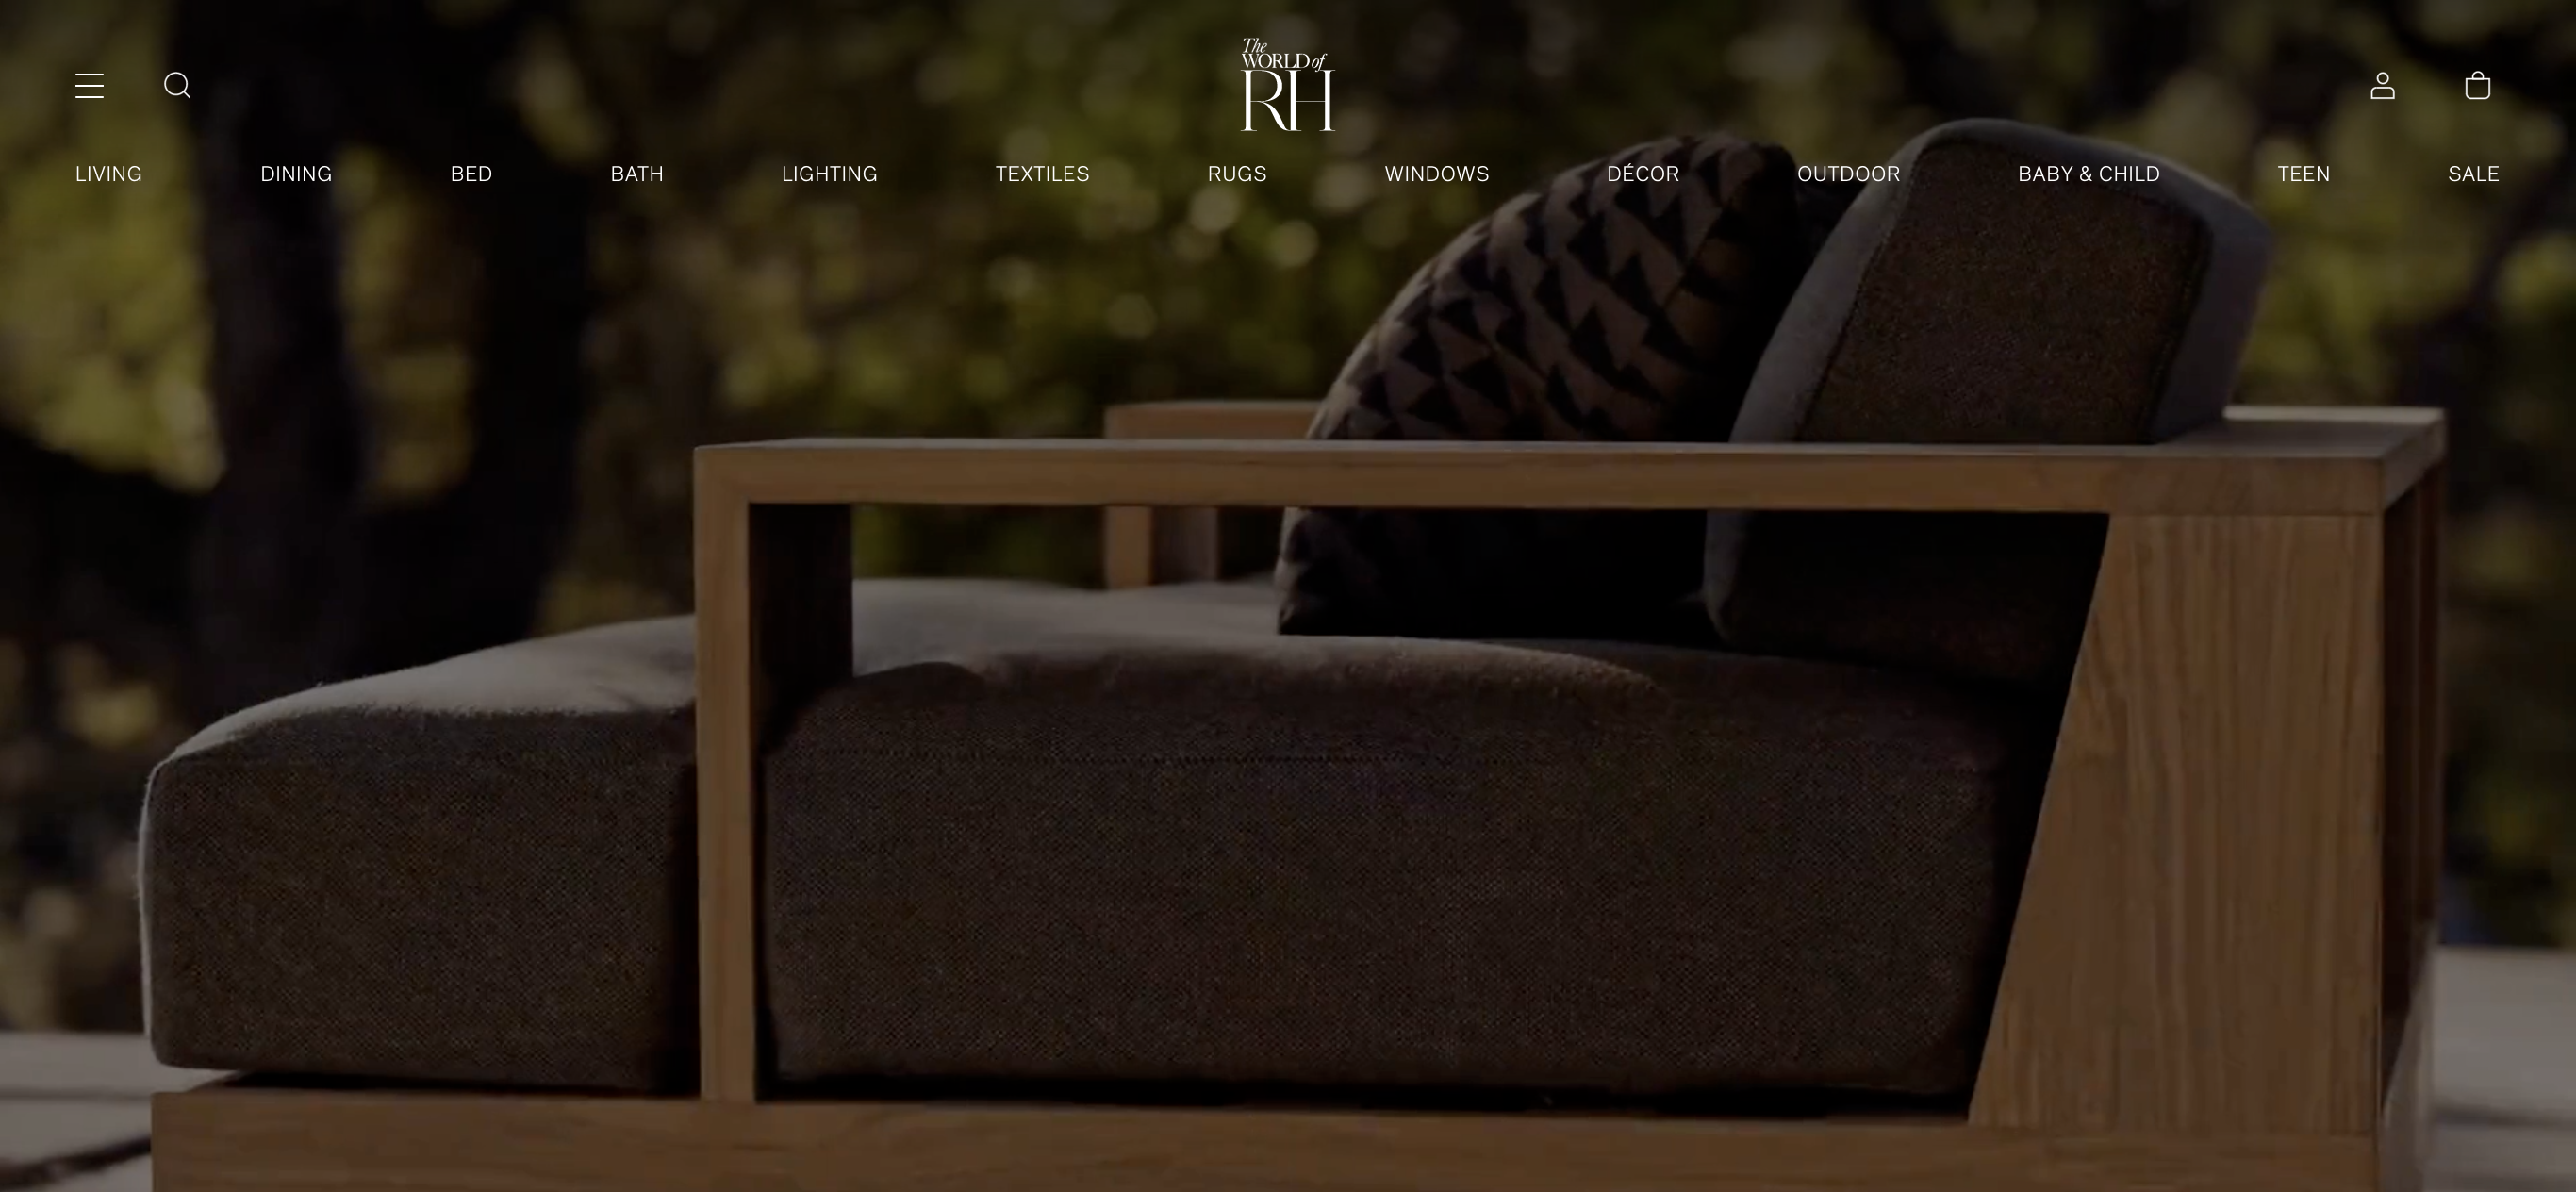 The
WORLD of
RH
LIVING DINING BED BATH LIGHTING TEXTILES RUGS WINDOWS DÉCOR OUTDOOR BABY & CHILD TEEN SALE